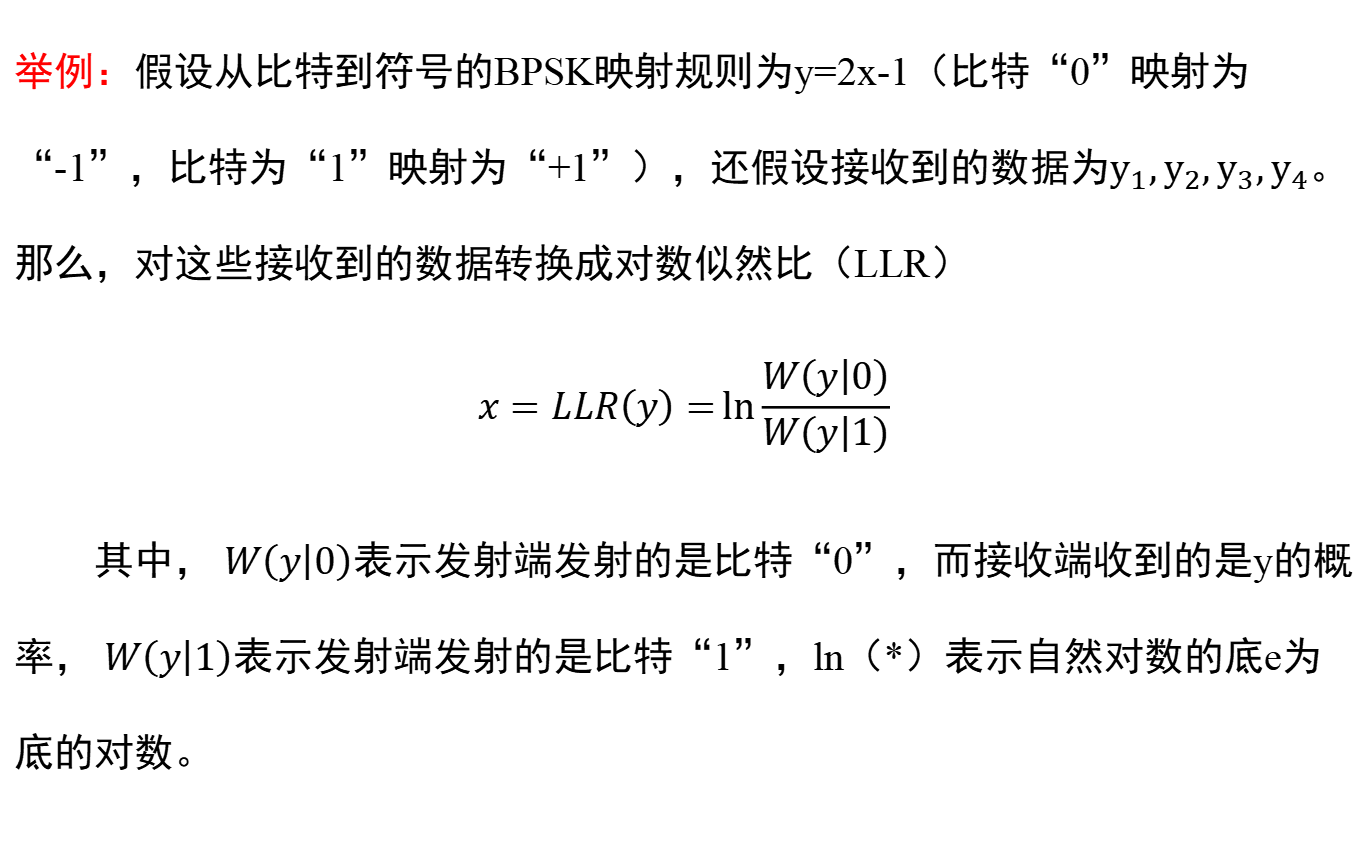 举例：假设从比特到符号的BPSK映射规则为y=2x-1（比特“0”映射为
“-1”，比特为“1”映射为“+1”），还假设接收到的数据为y₁,y₂,y₃,y₄。
那么，对这些接收到的数据转换成对数似然比（LLR）
x = LLR(y) = ln W(y|0)/W(y|1)
其中， W(y|0)表示发射端发射的是比特“0”，而接收端收到的是y的概
率， W(y|1)表示发射端发射的是比特“1”，ln（*）表示自然对数的底e为
底的对数。